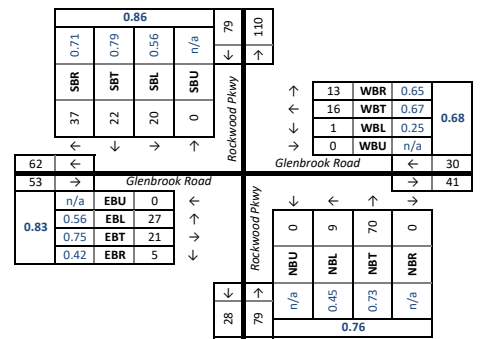 0.86
79
110
0.71
0.79
0.56
n/a
↓
↑
SBR
SBT
SBL
SBU
37
22
20
0
←
↓
→
↑
Rockwood Pkwy
↑ 13 WBR 0.65
← 16 WBT 0.67
↓ 1 WBL 0.25
→ 0 WBU n/a
0.68
62 ←
Glenbrook Road
← 30
53 →
Glenbrook Road
→ 41
0.83
n/a EBU 0 ←
0.56 EBL 27 ↑
0.75 EBT 21 →
0.42 EBR 5 ↓
Rockwood Pkwy
↓
←
↑
→
0
9
70
0
NBU
NBL
NBT
NBR
n/a
0.45
0.73
n/a
↓
↑
28
79
0.76